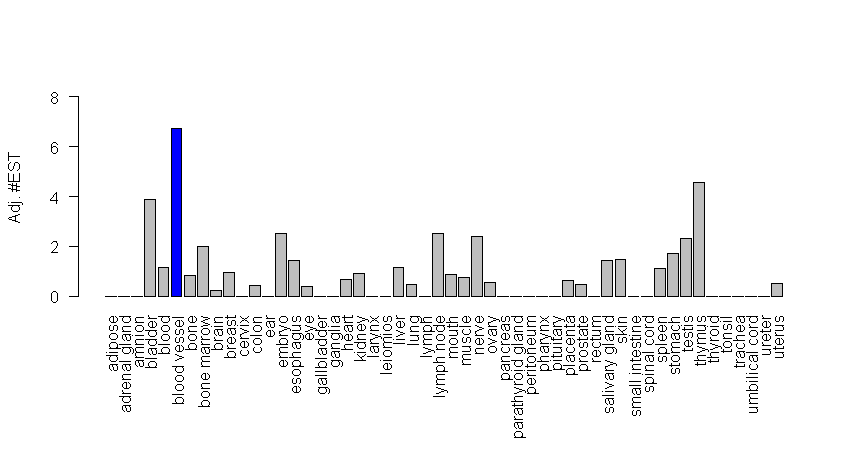 Adj. #EST
8
6
4
2
0
adipose
adrenal gland
amnion
bladder
blood
blood vessel
bone
bone marrow
brain
breast
cervix
colon
ear
embryo
esophagus
eye
gallbladder
ganglia
heart
kidney
larynx
leiomios
liver
lung
lymph
lymph node
mouth
muscle
nerve
ovary
pancreas
parathyroid gland
peritoneum
pharynx
pituitary
placenta
prostate
rectum
salivary gland
skin
small intestine
spinal cord
spleen
stomach
testis
thymus
thyroid
tonsil
trachea
umbilical cord
ureter
uterus